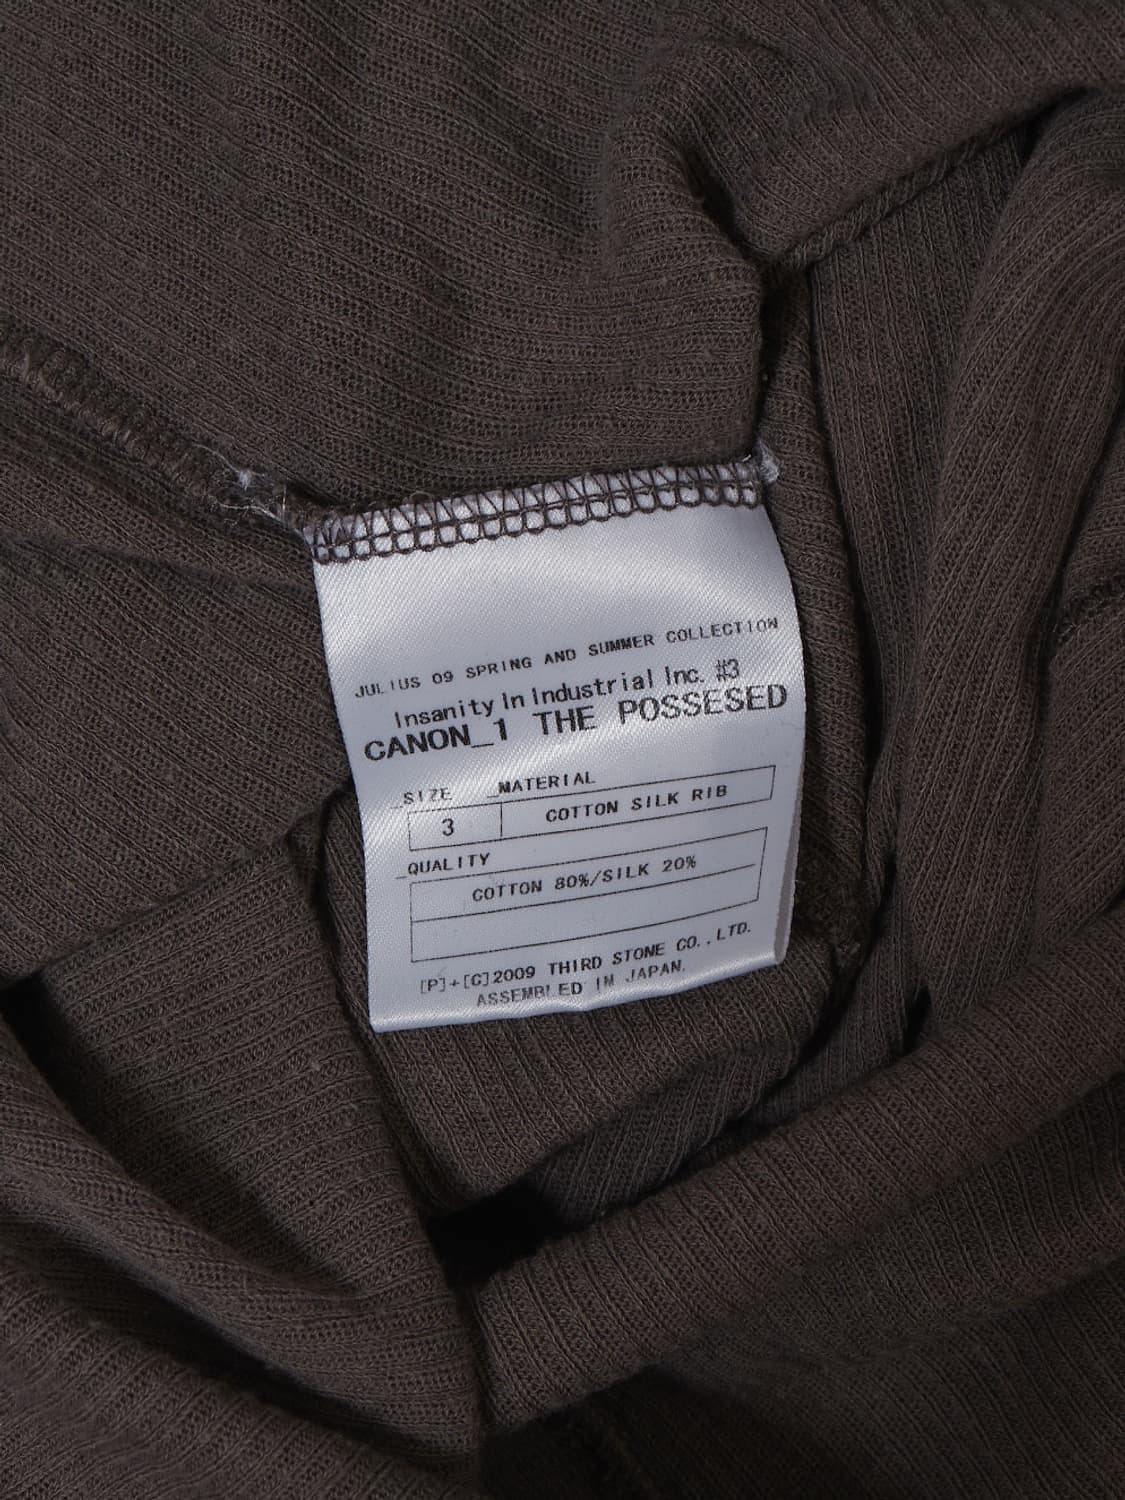 JULIUS 09 SPRING AND SUMMER COLLECTION
Insanity In Industrial Inc. #3
CANON_1 THE POSSESED
_SIZE _MATERIAL
3 COTTON SILK RIB
_QUALITY
COTTON 80%/SILK 20%
[P]+[C]2009 THIRD STONE CO.,LTD.
ASSEMBLED IN JAPAN.